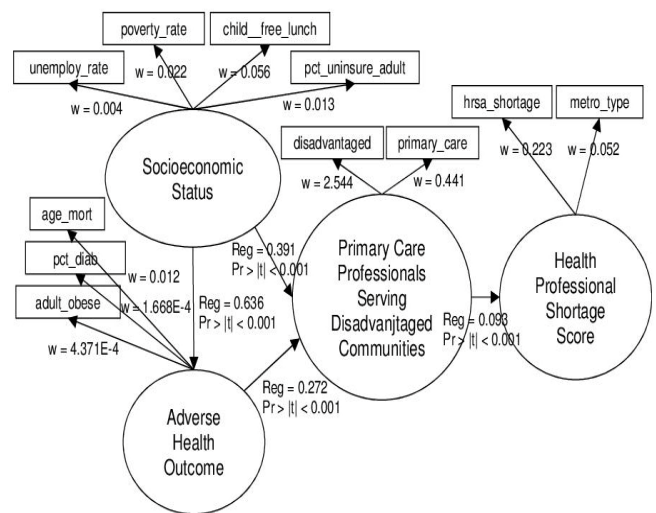 poverty_rate
child__free_lunch
unemploy_rate
w = 0.022
w = 0.056
pct_uninsure_adult
w = 0.004
w = 0.013
hrsa_shortage
metro_type
w = 0.223
w = 0.052
disadvantaged
primary_care
w = 2.544
w = 0.441
Socioeconomic
Status
age_mort
pct_diab
adult_obese
w = 0.012
w = 1.668E-4
w = 4.371E-4
Reg = 0.391
Pr > |t| < 0.001
Reg = 0.636
Pr > |t| < 0.001
Primary Care
Professionals
Serving
Disadvanjtaged
Communities
Health
Professional
Shortage
Score
Reg = 0.093
Pr > |t| < 0.001
Reg = 0.272
Pr > |t| < 0.001
Adverse
Health
Outcome